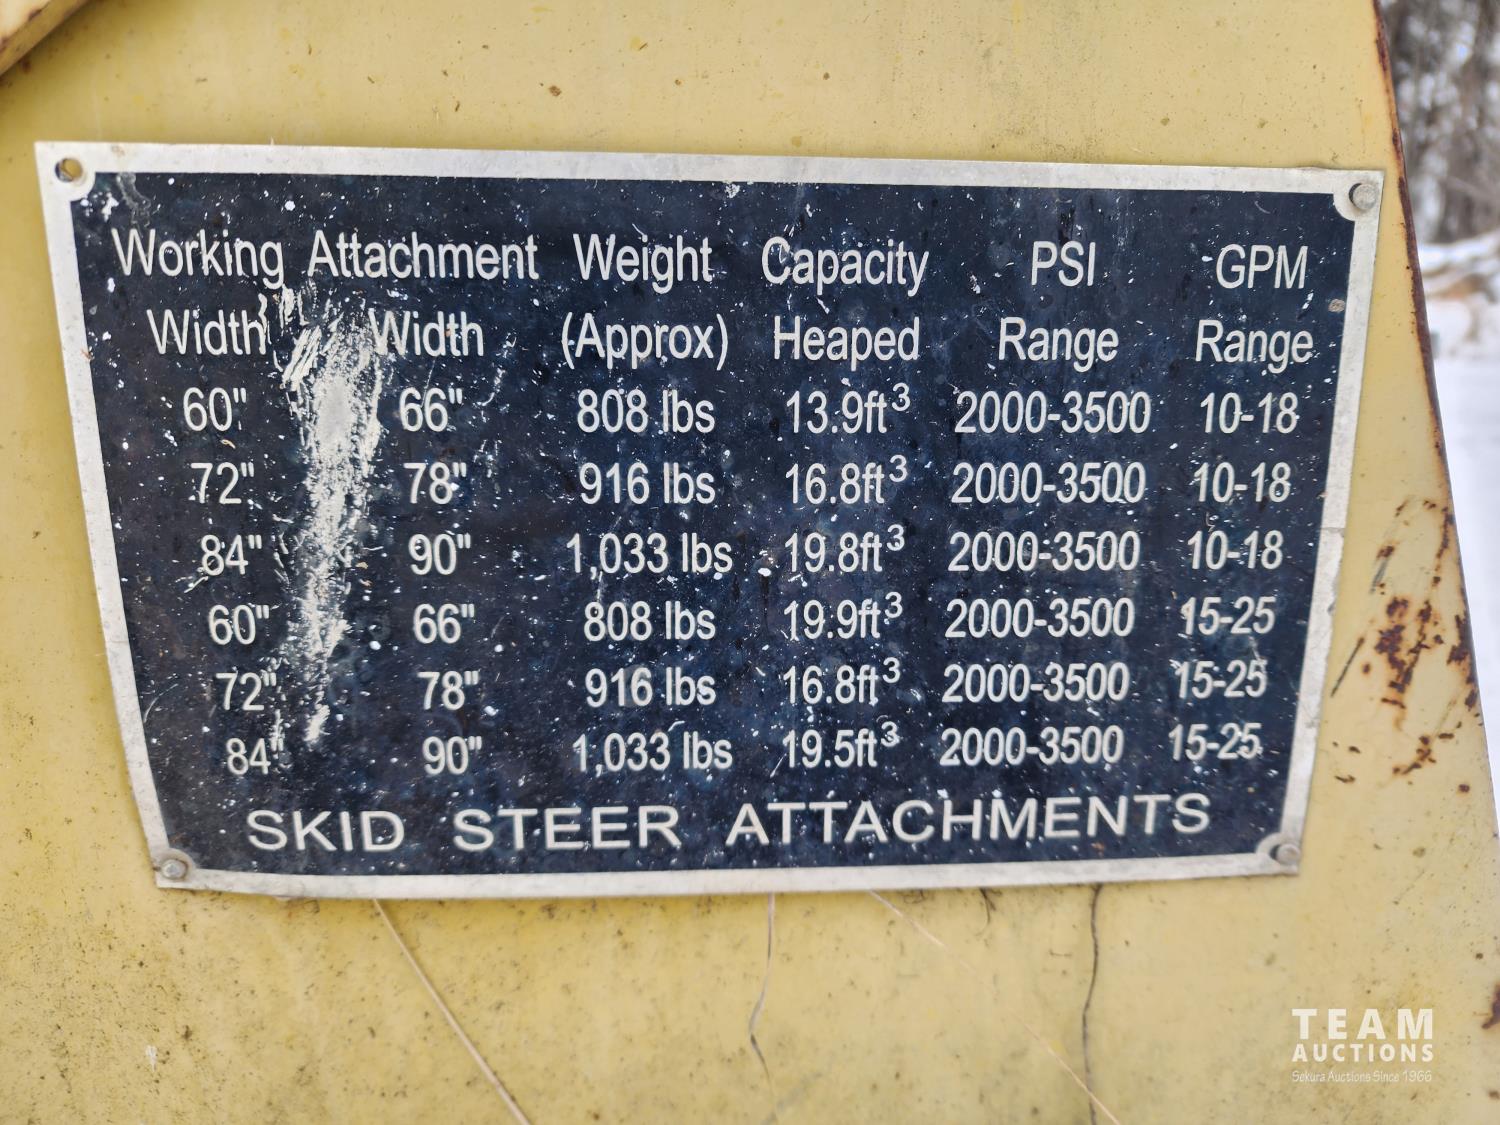 Working Attachment Weight Capacity PSI GPM
Width Width (Approx) Heaped Range Range
60" 66" 808 lbs 13.9ft³ 2000-3500 10-18
72" 78" 916 lbs 16.8ft³ 2000-3500 10-18
84" 90" 1,033 lbs 19.8ft³ 2000-3500 10-18
60" 66" 808 lbs 19.9ft³ 2000-3500 15-25
72" 78" 916 lbs 16.8ft³ 2000-3500 15-25
84" 90" 1,033 lbs 19.5ft³ 2000-3500 15-25
SKID STEER ATTACHMENTS
TEAM
AUCTIONS
Sekura Auctions Since 1966